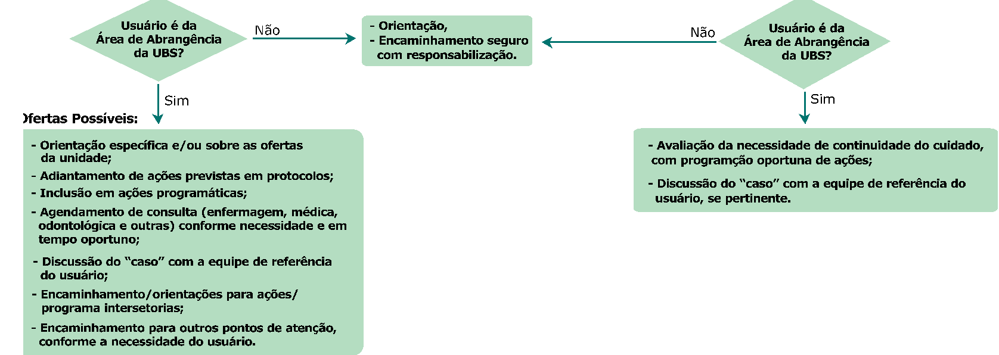 Usuário é da
Área de Abrangência
da UBS?
Não
- Orientação,
- Encaminhamento seguro
com responsabilização.
Não
Usuário é da
Área de Abrangência
da UBS?
Sim
Sim
Ofertas Possíveis:
- Orientação específica e/ou sobre as ofertas
da unidade;
- Adiantamento de ações previstas em protocolos;
- Inclusão em ações programáticas;
- Agendamento de consulta (enfermagem, médica,
odontológica e outras) conforme necessidade e em
tempo oportuno;
- Discussão do “caso” com a equipe de referência
do usuário;
- Encaminhamento/orientações para ações/
programa intersetorias;
- Encaminhamento para outros pontos de atenção,
conforme a necessidade do usuário.
- Avaliação da necessidade de continuidade do cuidado,
com programção oportuna de ações;
- Discussão do “caso” com a equipe de referência do
usuário, se pertinente.